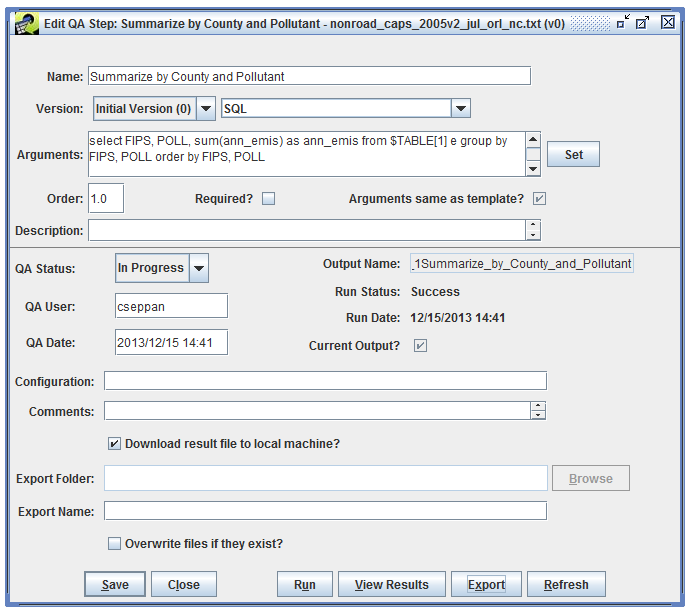 Edit QA Step: Summarize by County and Pollutant - nonroad_caps_2005v2_jul_orl_nc.txt (v0)
Name: Summarize by County and Pollutant
Version: Initial Version (0) SQL
Arguments: select FIPS, POLL, sum(ann_emis) as ann_emis from $TABLE[1] e group by
FIPS, POLL order by FIPS, POLL
Set
Order: 1.0 Required? Arguments same as template?
Description:
QA Status: In Progress Output Name: _1Summarize_by_County_and_Pollutant
Run Status: Success
QA User: cseppan
Run Date: 12/15/2013 14:41
QA Date: 2013/12/15 14:41 Current Output?
Configuration:
Comments:
Download result file to local machine?
Export Folder: Browse
Export Name:
Overwrite files if they exist?
Save Close Run View Results Export Refresh